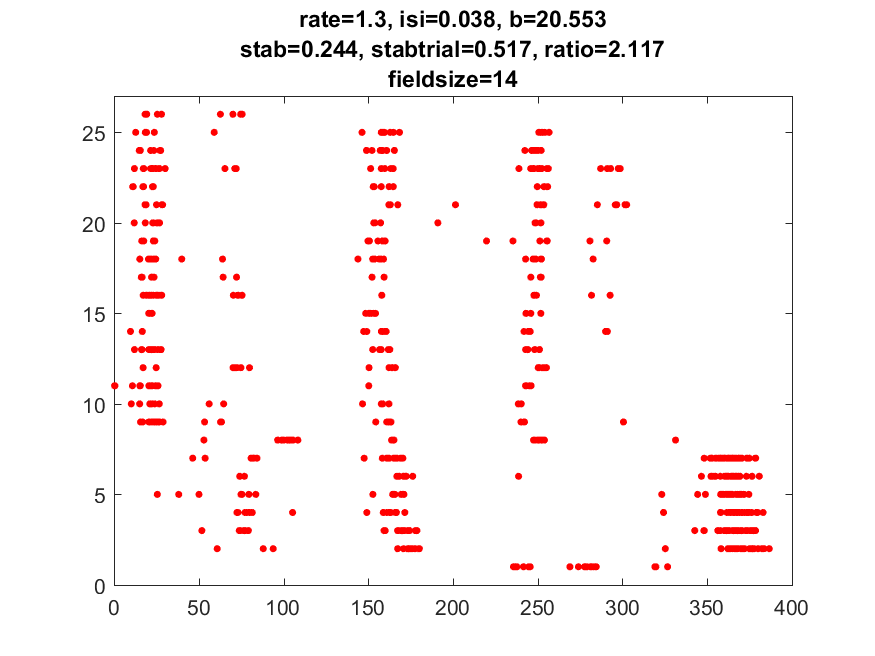 rate=1.3, isi=0.038, b=20.553
stab=0.244, stabtrial=0.517, ratio=2.117
fieldsize=14
25
20
15
10
5
0
0 50 100 150 200 250 300 350 400